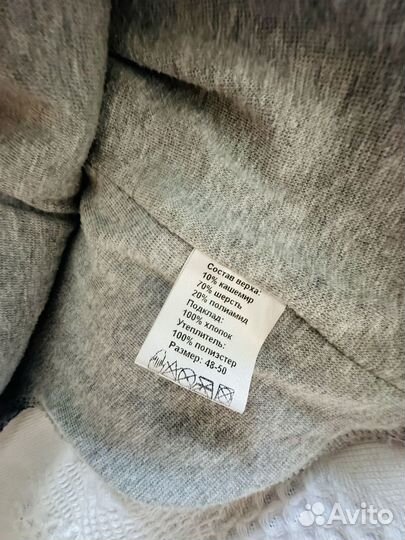 Состав верха:
10% кашемир
70% шерсть
20% полиамид
Подклад:
100% хлопок
Утеплитель:
100% полиэстер
Размер: 48-50
Avito